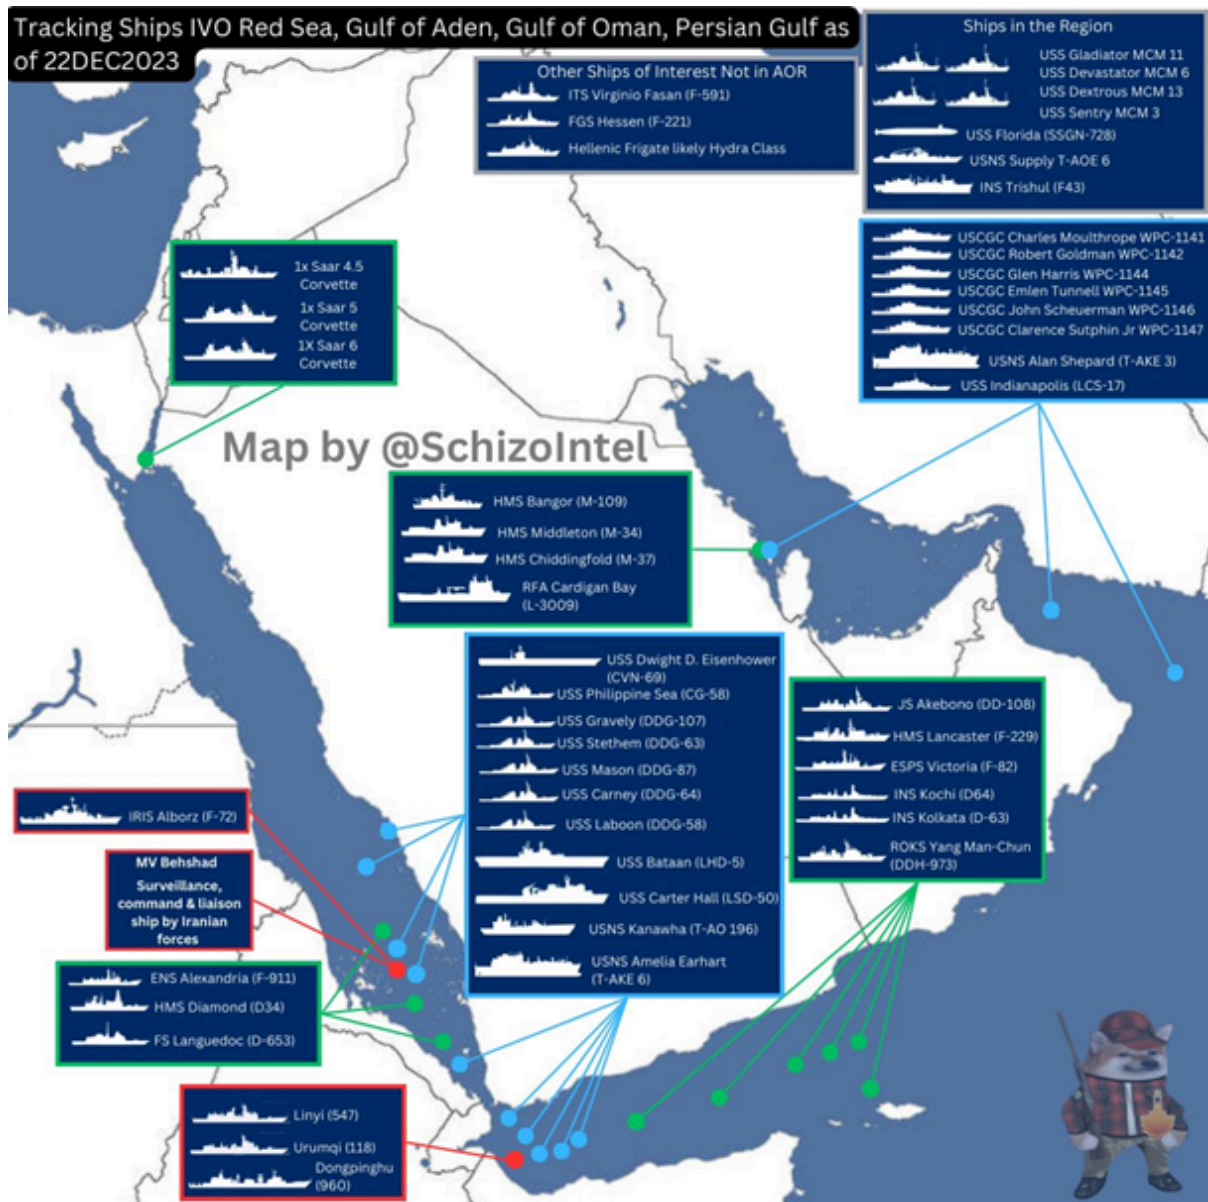 Tracking Ships IVO Red Sea, Gulf of Aden, Gulf of Oman, Persian Gulf as
of 22DEC2023
Other Ships of Interest Not in AOR
ITS Virginio Fasan (F-591)
FGS Hessen (F-221)
Hellenic Frigate likely Hydra Class
Ships in the Region
USS Gladiator MCM 11
USS Devastator MCM 6
USS Dextrous MCM 13
USS Sentry MCM 3
USS Florida (SSGN-728)
USNS Supply T-AOE 6
INS Trishul (F43)
USCGC Charles Moulthrope WPC-1141
USCGC Robert Goldman WPC-1142
USCGC Glen Harris WPC-1144
USCGC Emlen Tunnell WPC-1145
USCGC John Scheuerman WPC-1146
USCGC Clarence Sutphin Jr WPC-1147
USNS Alan Shepard (T-AKE 3)
USS Indianapolis (LCS-17)
1x Saar 4.5
Corvette
1x Saar 5
Corvette
1X Saar 6
Corvette
Map by @SchizoIntel
HMS Bangor (M-109)
HMS Middleton (M-34)
HMS Chiddingfold (M-37)
RFA Cardigan Bay
(L-3009)
USS Dwight D. Eisenhower
(CVN-69)
USS Philippine Sea (CG-58)
USS Gravely (DDG-107)
USS Stethem (DDG-63)
USS Mason (DDG-87)
USS Carney (DDG-64)
USS Laboon (DDG-58)
USS Bataan (LHD-5)
USS Carter Hall (LSD-50)
USNS Kanawha (T-AO 196)
USNS Amelia Earhart
(T-AKE 6)
JS Akebono (DD-108)
HMS Lancaster (F-229)
ESPS Victoria (F-82)
INS Kochi (D64)
INS Kolkata (D-63)
ROKS Yang Man-Chun
(DDH-973)
IRIS Alborz (F-72)
MV Behshad
Surveillance,
command & liaison
ship by Iranian
forces
ENS Alexandria (F-911)
HMS Diamond (D34)
FS Languedoc (D-653)
Linyi (547)
Urumqi (118)
Dongpinghu
(960)